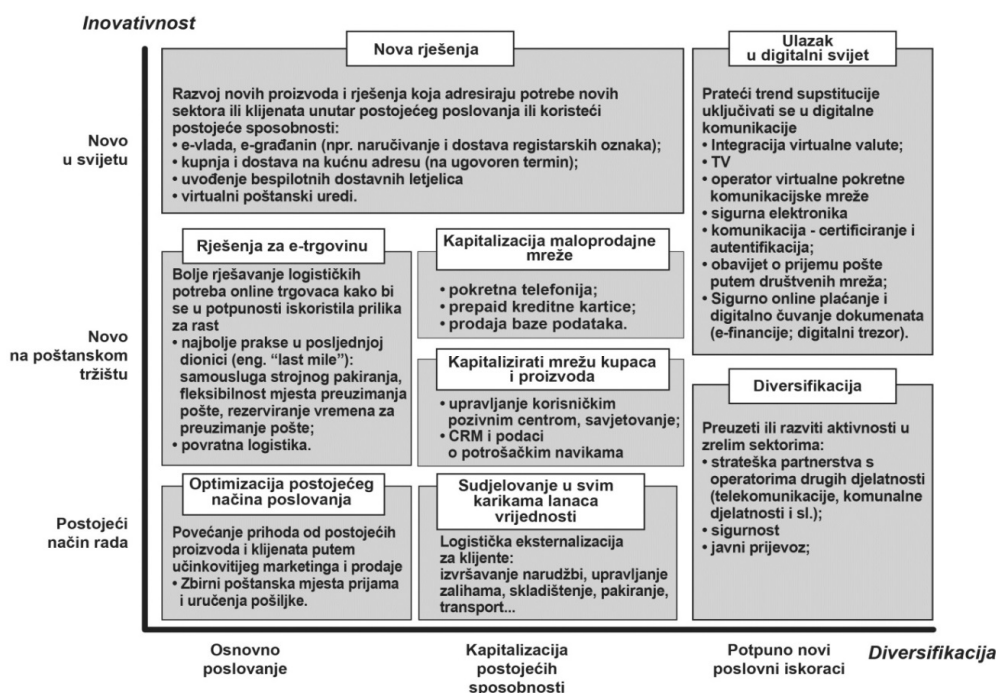 Inovativnost
Novo
u svijetu
Nova rješenja
Razvoj novih proizvoda i rješenja koja adresiraju potrebe novih
sektora ili klijenata unutar postojećeg poslovanja ili koristeći
postojeće sposobnosti:
• e-vlada, e-građanin (npr. naručivanje i dostava registarskih oznaka);
• kupnja i dostava na kućnu adresu (na ugovoren termin);
• uvođenje bespilotnih dostavnih letjelica
• virtualni poštanski uredi.
Ulazak
u digitalni svijet
Prateći trend supstitucije
uključivati se u digitalne
komunikacije
• Integracija virtualne valute;
• TV
• operator virtualne pokretne
komunikacijske mreže
• sigurna elektronika
• komunikacija - certificiranje i
autentifikacija;
• obavijet o prijemu pošte
putem društvenih mreža;
• Sigurno online plaćanje i
digitalno čuvanje dokumenata
(e-financije; digitalni trezor).
Novo
na poštanskom
tržištu
Rješenja za e-trgovinu
Bolje rješavanje logističkih
potreba online trgovaca kako bi
se u potpunosti iskoristila prilika
za rast
• najbolje prakse u posljednjoj
dionici (eng. “last mile”):
samousluga strojnog pakiranja,
fleksibilnost mjesta preuzimanja
pošte, rezerviranje vremena za
preuzimanje pošte;
• povratna logistika.
Kapitalizacija maloprodajne
mreže
• pokretna telefonija;
• prepaid kreditne kartice;
• prodaja baze podataka.
Kapitalizirati mrežu kupaca
i proizvoda
• upravljanje korisničkim
pozivnim centrom, savjetovanje;
• CRM i podaci
o potrošačkim navikama
Diversifikacija
Preuzeti ili razviti aktivnosti u
zrelim sektorima:
• strateška partnerstva s
operatorima drugih djelatnosti
(telekomunikacije, komunalne
djelatnosti i sl.);
• sigurnost
• javni prijevoz;
Postojeći
način rada
Optimizacija postojećeg
načina poslovanja
Povećanje prihoda od postojećih
proizvoda i klijenata putem
učinkovitijeg marketinga i prodaje
• Zbirni poštanska mjesta prijama
i uručenja pošiljke.
Sudjelovanje u svim
karikama lanaca
vrijednosti
Logistička eksternalizacija
za klijente:
izvršavanje narudžbi, upravljanje
zalihama, skladištenje, pakiranje,
transport...
Osnovno
poslovanje
Kapitalizacija
postojećih
sposobnosti
Potpuno novi
poslovni iskoraci
Diversifikacija